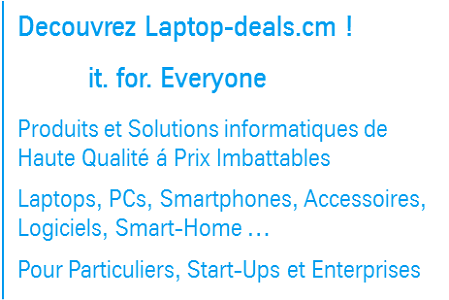 Decouvrez Laptop-deals.cm !
it. for. Everyone
Produits et Solutions informatiques de
Haute Qualité á Prix Imbattables
Laptops, PCs, Smartphones, Accessoires,
Logiciels, Smart-Home ...
Pour Particuliers, Start-Ups et Enterprises